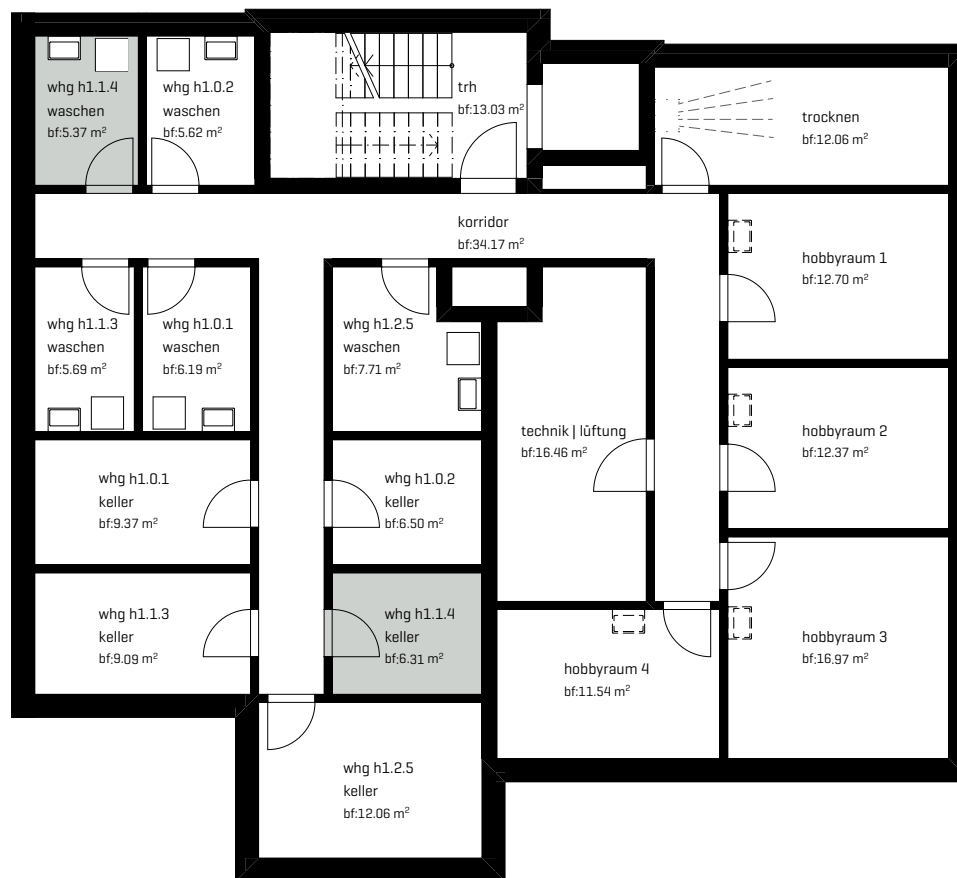 whg h1.1.4
waschen
bf:5.37 m²
whg h1.0.2
waschen
bf:5.62 m²
trh
bf:13.03 m²
trocknen
bf:12.06 m²
korridor
bf:34.17 m²
hobbyraum 1
bf:12.70 m²
whg h1.1.3
waschen
bf:5.69 m²
whg h1.0.1
waschen
bf:6.19 m²
whg h1.2.5
waschen
bf:7.71 m²
technik | lüftung
bf:16.46 m²
hobbyraum 2
bf:12.37 m²
whg h1.0.1
keller
bf:9.37 m²
whg h1.0.2
keller
bf:6.50 m²
whg h1.1.3
keller
bf:9.09 m²
whg h1.1.4
keller
bf:6.31 m²
hobbyraum 4
bf:11.54 m²
hobbyraum 3
bf:16.97 m²
whg h1.2.5
keller
bf:12.06 m²